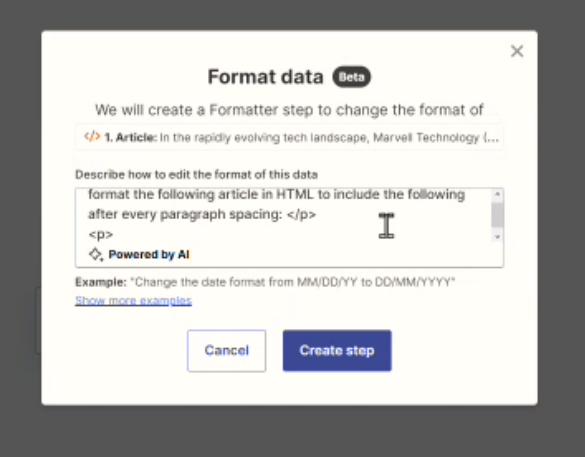 Format data Beta
We will create a Formatter step to change the format of
</> 1. Article: In the rapidly evolving tech landscape, Marvell Technology (...
Describe how to edit the format of this data
format the following article in HTML to include the following
after every paragraph spacing: </p>
<p>
Powered by AI
Example: "Change the date format from MM/DD/YY to DD/MM/YYYY"
Show more examples
Cancel Create step